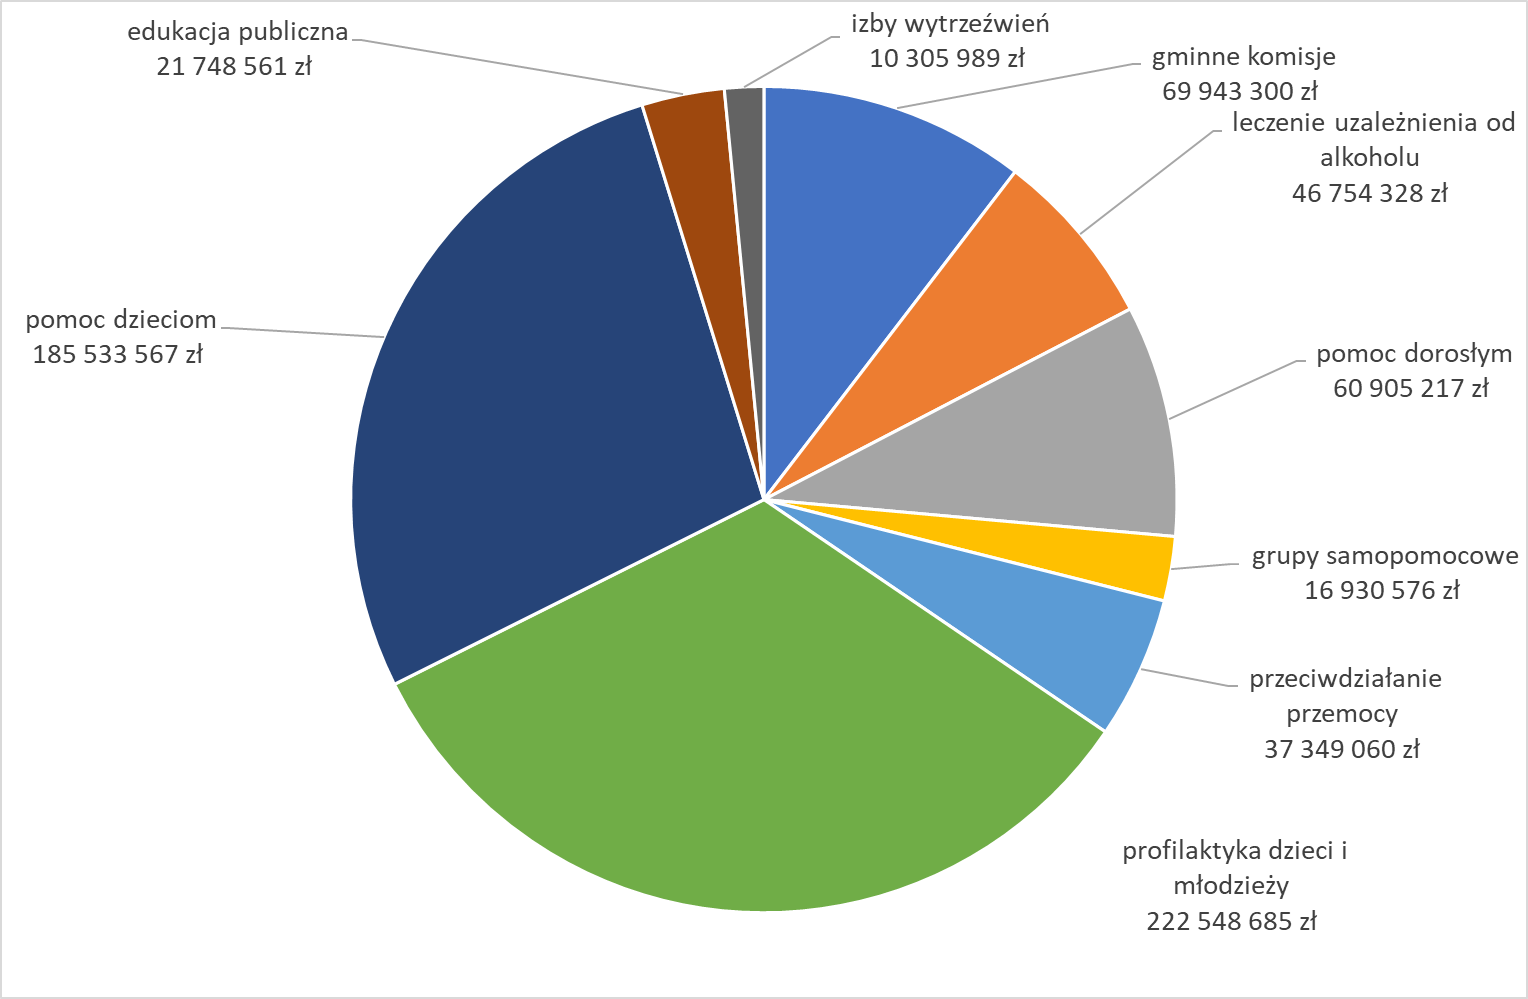 edukacja publiczna
21 748 561 zł
izby wytrzeźwień
10 305 989 zł
gminne komisje
69 943 300 zł
leczenie uzależnienia od
alkoholu
46 754 328 zł
pomoc dorosłym
60 905 217 zł
grupy samopomocowe
16 930 576 zł
przeciwdziałanie
przemocy
37 349 060 zł
profilaktyka dzieci i
młodzieży
222 548 685 zł
pomoc dzieciom
185 533 567 zł